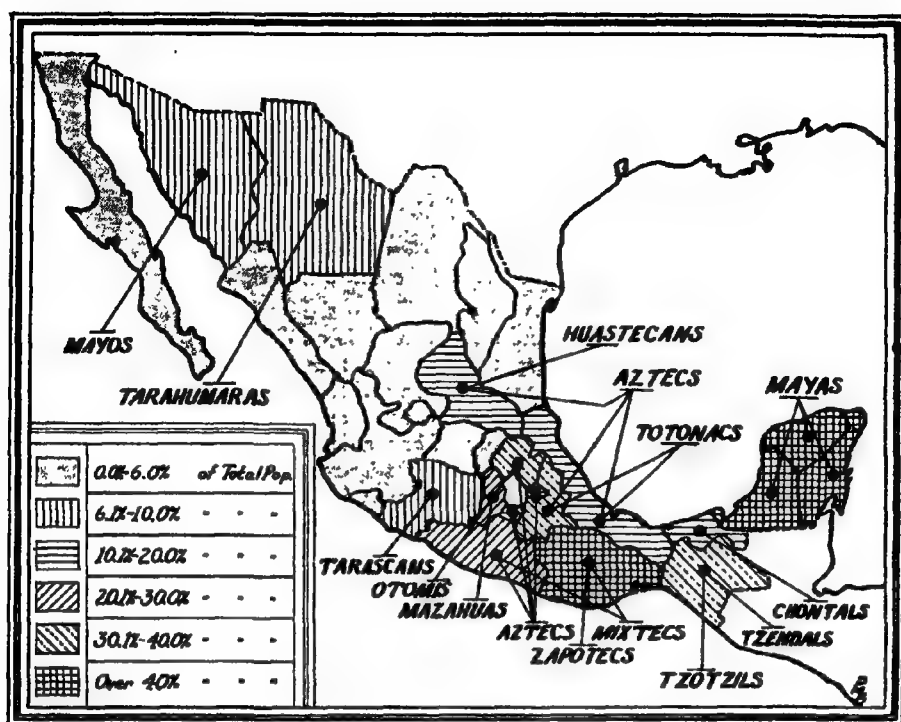 HUASTECANS
MAYOS
AZTECS
MAYAS
TARAHUMARAS
TOTONACS
0.0%-6.0% of Total Pop.
6.1%-10.0% " " "
10.1%-20.0% " " "
20.1%-30.0% " " "
30.1%-40.0% " " "
Over 40% " " "
TARASCANS
OTOMIS
MAZAHUAS
AZTECS
MIXTECS
ZAPOTECS
CHONTALS
TZENDALS
TZOTZILS